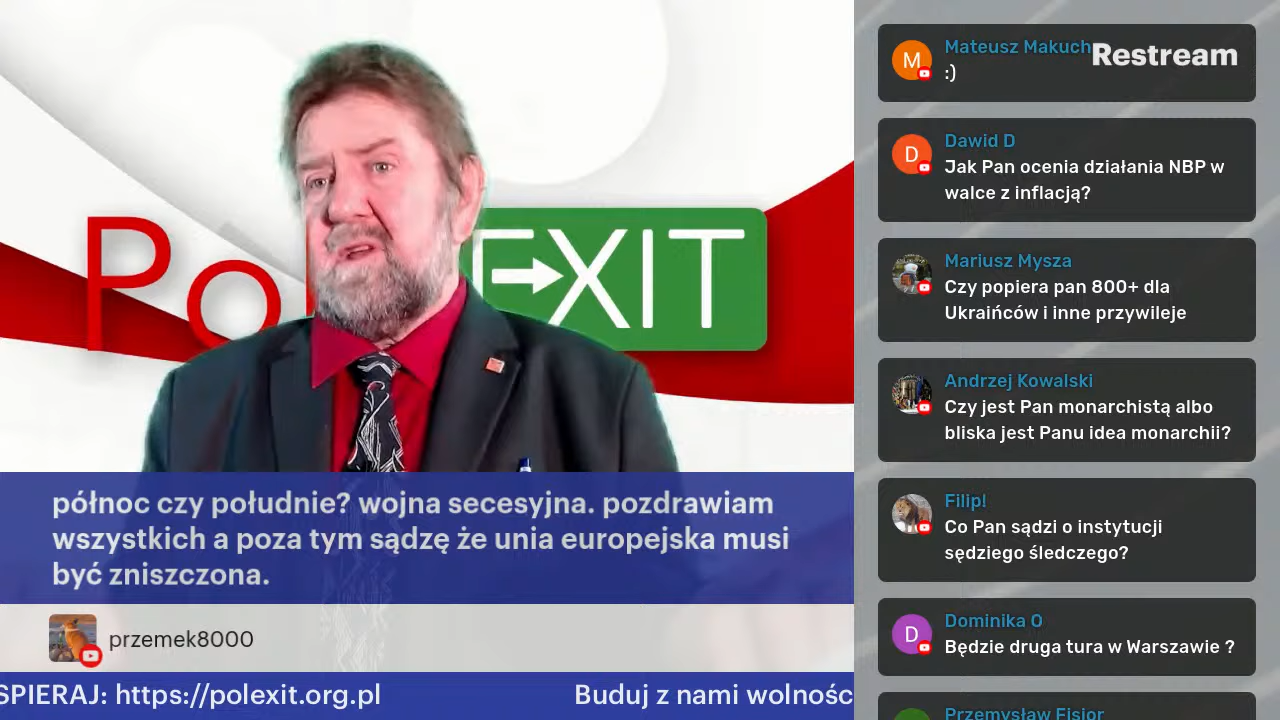 PolEXIT
północ czy południe? wojna secesyjna. pozdrawiam
wszystkich a poza tym sądzę że unia europejska musi
być zniszczona.
przemek8000
SPIERAJ: https://polexit.org.pl
Buduj z nami wolność
Restream
M
Mateusz Makuch
:)
D
Dawid D
Jak Pan ocenia działania NBP w
walce z inflacją?
Mariusz Mysza
Czy popiera pan 800+ dla
Ukraińców i inne przywileje
Andrzej Kowalski
Czy jest Pan monarchistą albo
bliska jest Panu idea monarchii?
Filip!
Co Pan sądzi o instytucji
sędziego śledczego?
D
Dominika O
Będzie druga tura w Warszawie ?
Przemysław Fisior